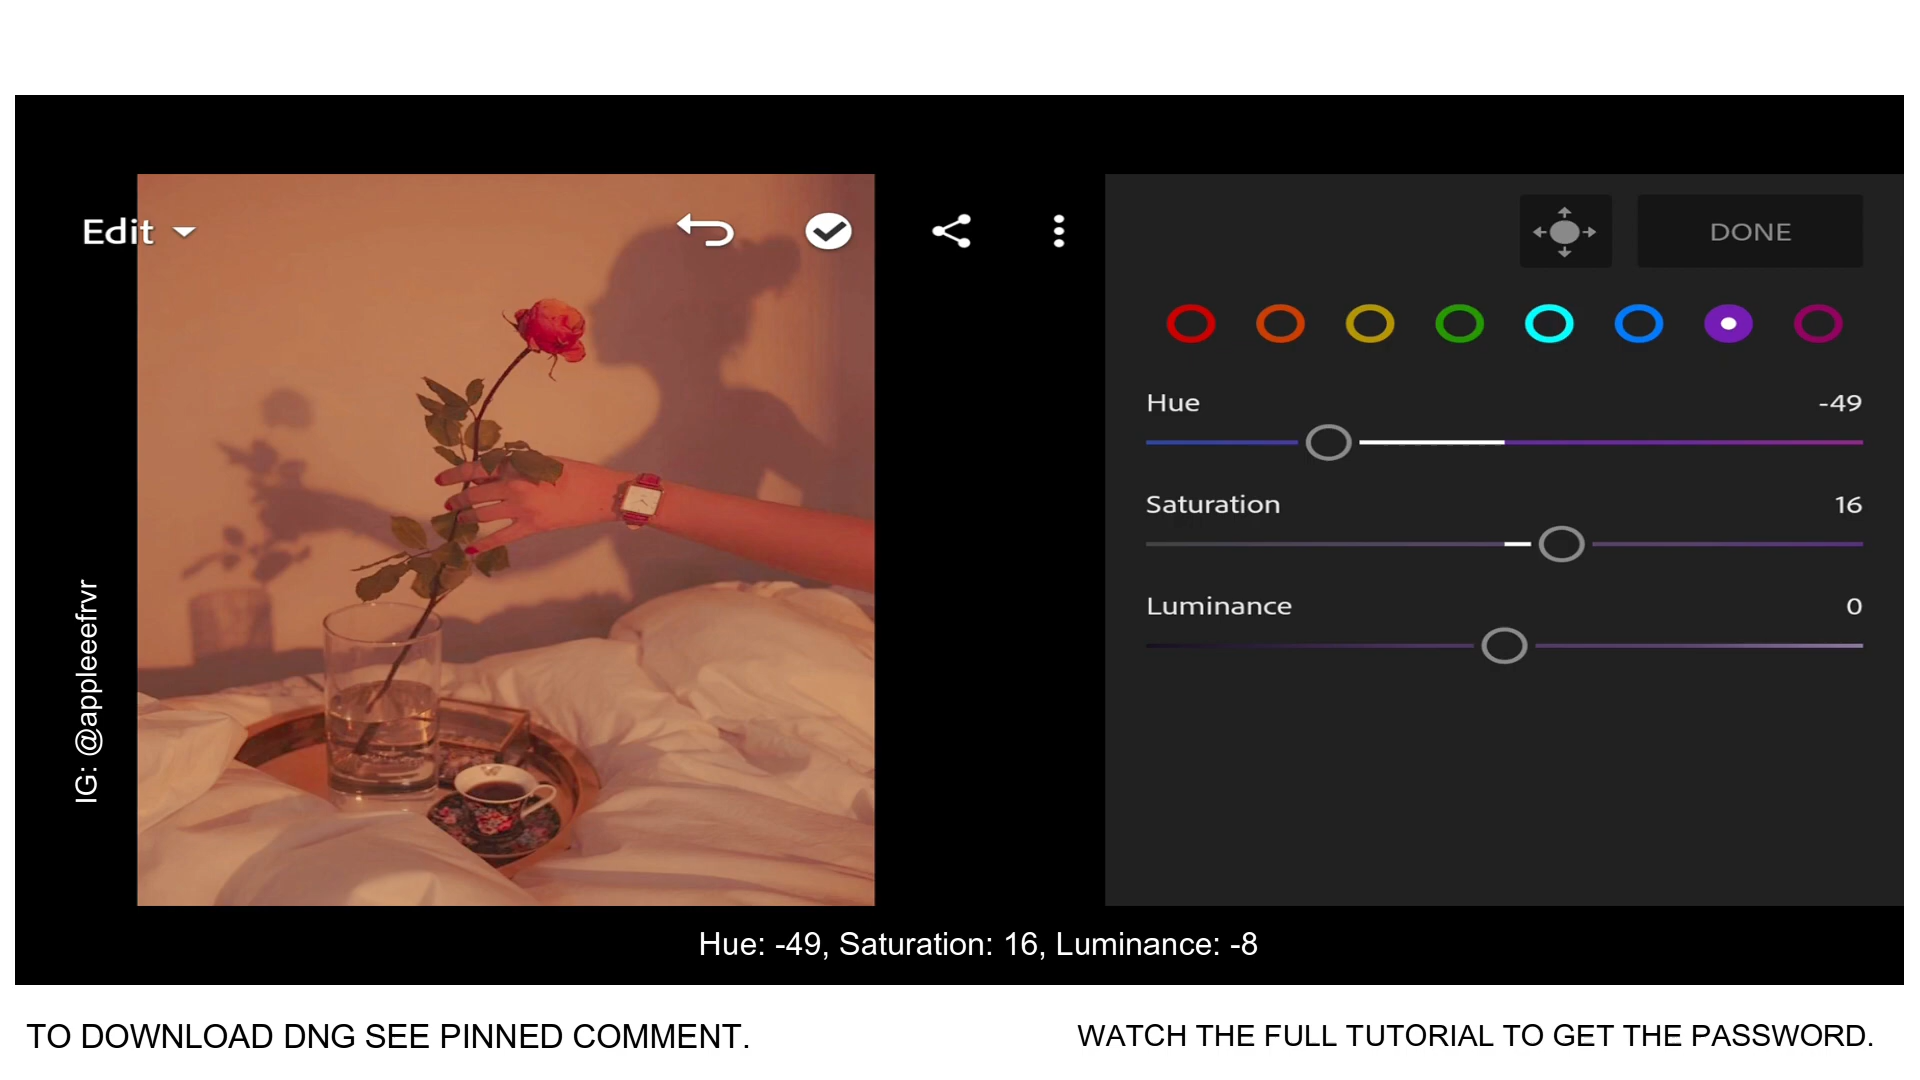 Edit
DONE
Hue -49
Saturation 16
Luminance 0
IG: @appleeefrvr
Hue: -49, Saturation: 16, Luminance: -8
TO DOWNLOAD DNG SEE PINNED COMMENT.
WATCH THE FULL TUTORIAL TO GET THE PASSWORD.